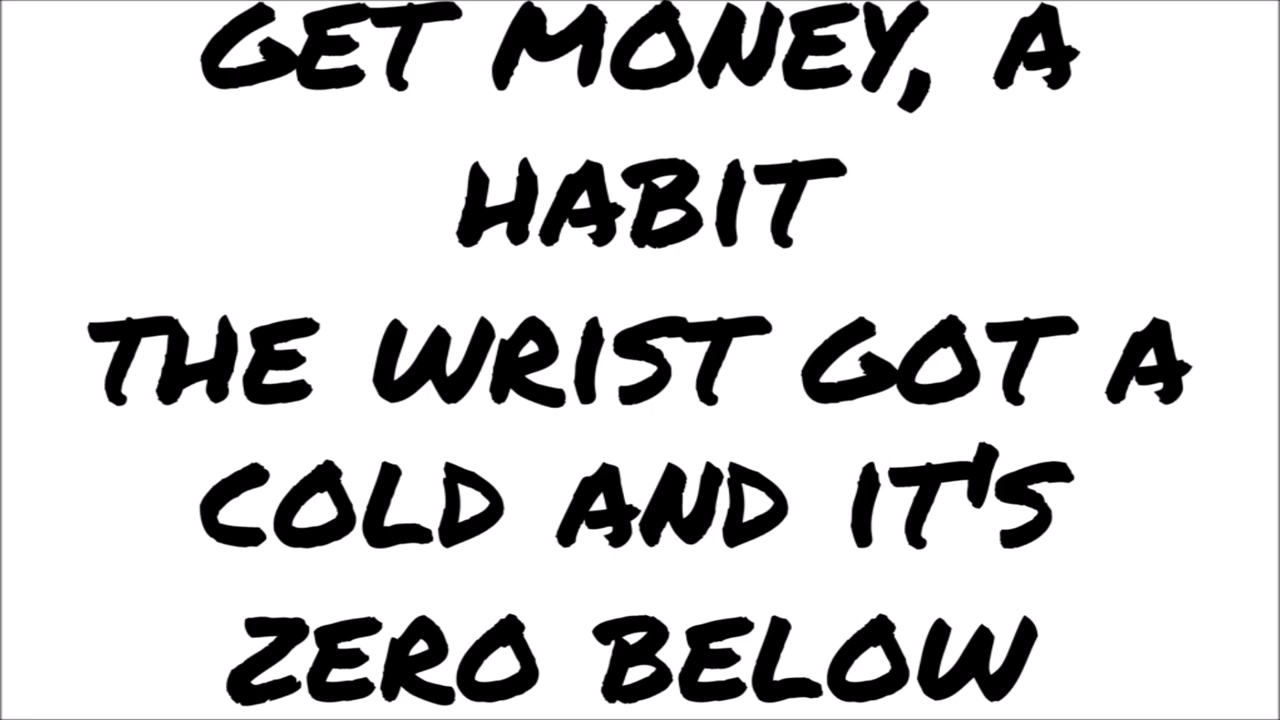 GET MONEY, A
HABIT
THE WRIST GOT A
COLD AND IT'S
ZERO BELOW